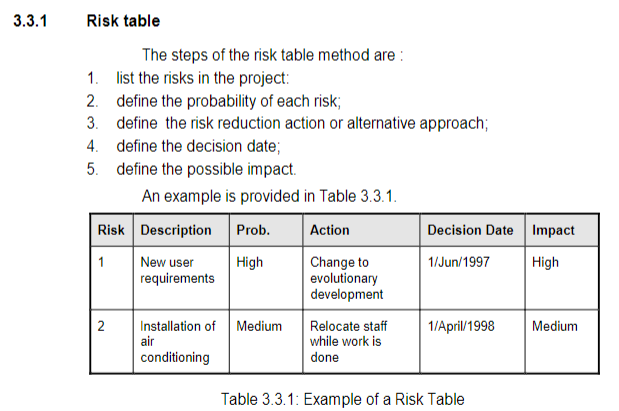 3.3.1 Risk table
The steps of the risk table method are :
1. list the risks in the project:
2. define the probability of each risk;
3. define the risk reduction action or alternative approach;
4. define the decision date;
5. define the possible impact.
An example is provided in Table 3.3.1.
Risk Description Prob. Action Decision Date Impact
1 New user High Change to 1/Jun/1997 High
requirements evolutionary
development
2 Installation of Medium Relocate staff 1/April/1998 Medium
air while work is
conditioning done
Table 3.3.1: Example of a Risk Table